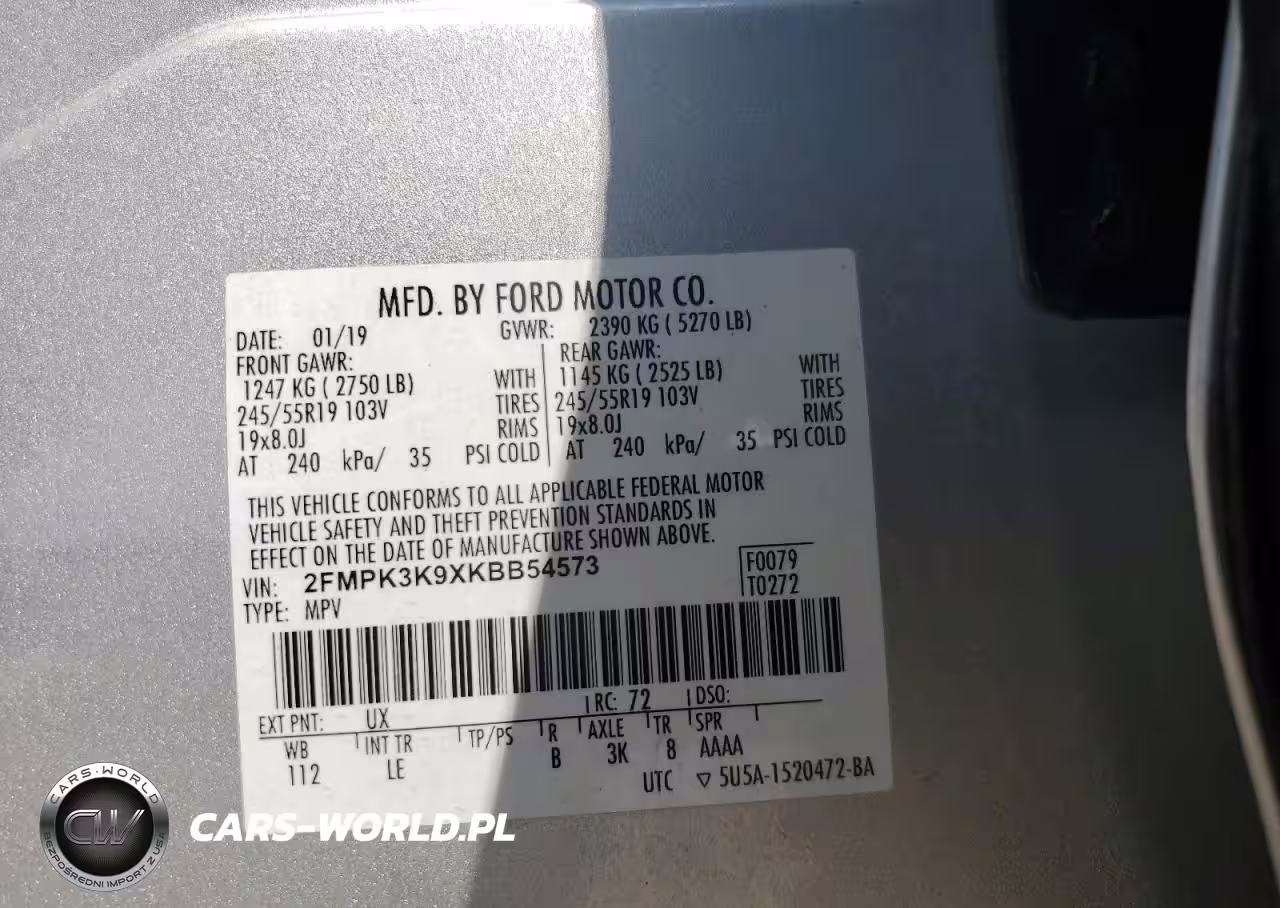 MFD. BY FORD MOTOR CO.
DATE: 01/19 GVWR: 2390 KG ( 5270 LB)
FRONT GAWR: REAR GAWR:
1247 KG ( 2750 LB) WITH 1145 KG ( 2525 LB) WITH
245/55R19 103V TIRES 245/55R19 103V TIRES
19x8.0J RIMS 19x8.0J RIMS
AT 240 kPa/ 35 PSI COLD AT 240 kPa/ 35 PSI COLD
THIS VEHICLE CONFORMS TO ALL APPLICABLE FEDERAL MOTOR
VEHICLE SAFETY AND THEFT PREVENTION STANDARDS IN
EFFECT ON THE DATE OF MANUFACTURE SHOWN ABOVE.
VIN: 2FMPK3K9XKBB54573 F0079
TYPE: MPV T0272
EXT PNT: UX RC: 72 DSO:
WB INT TR TP/PS R AXLE TR SPR
112 LE B 3K 8 AAAA
UTC ▽ 5U5A-1520472-BA
CARS-WORLD
CW
BEZPOŚREDNI IMPORT Z USA
CARS-WORLD.PL